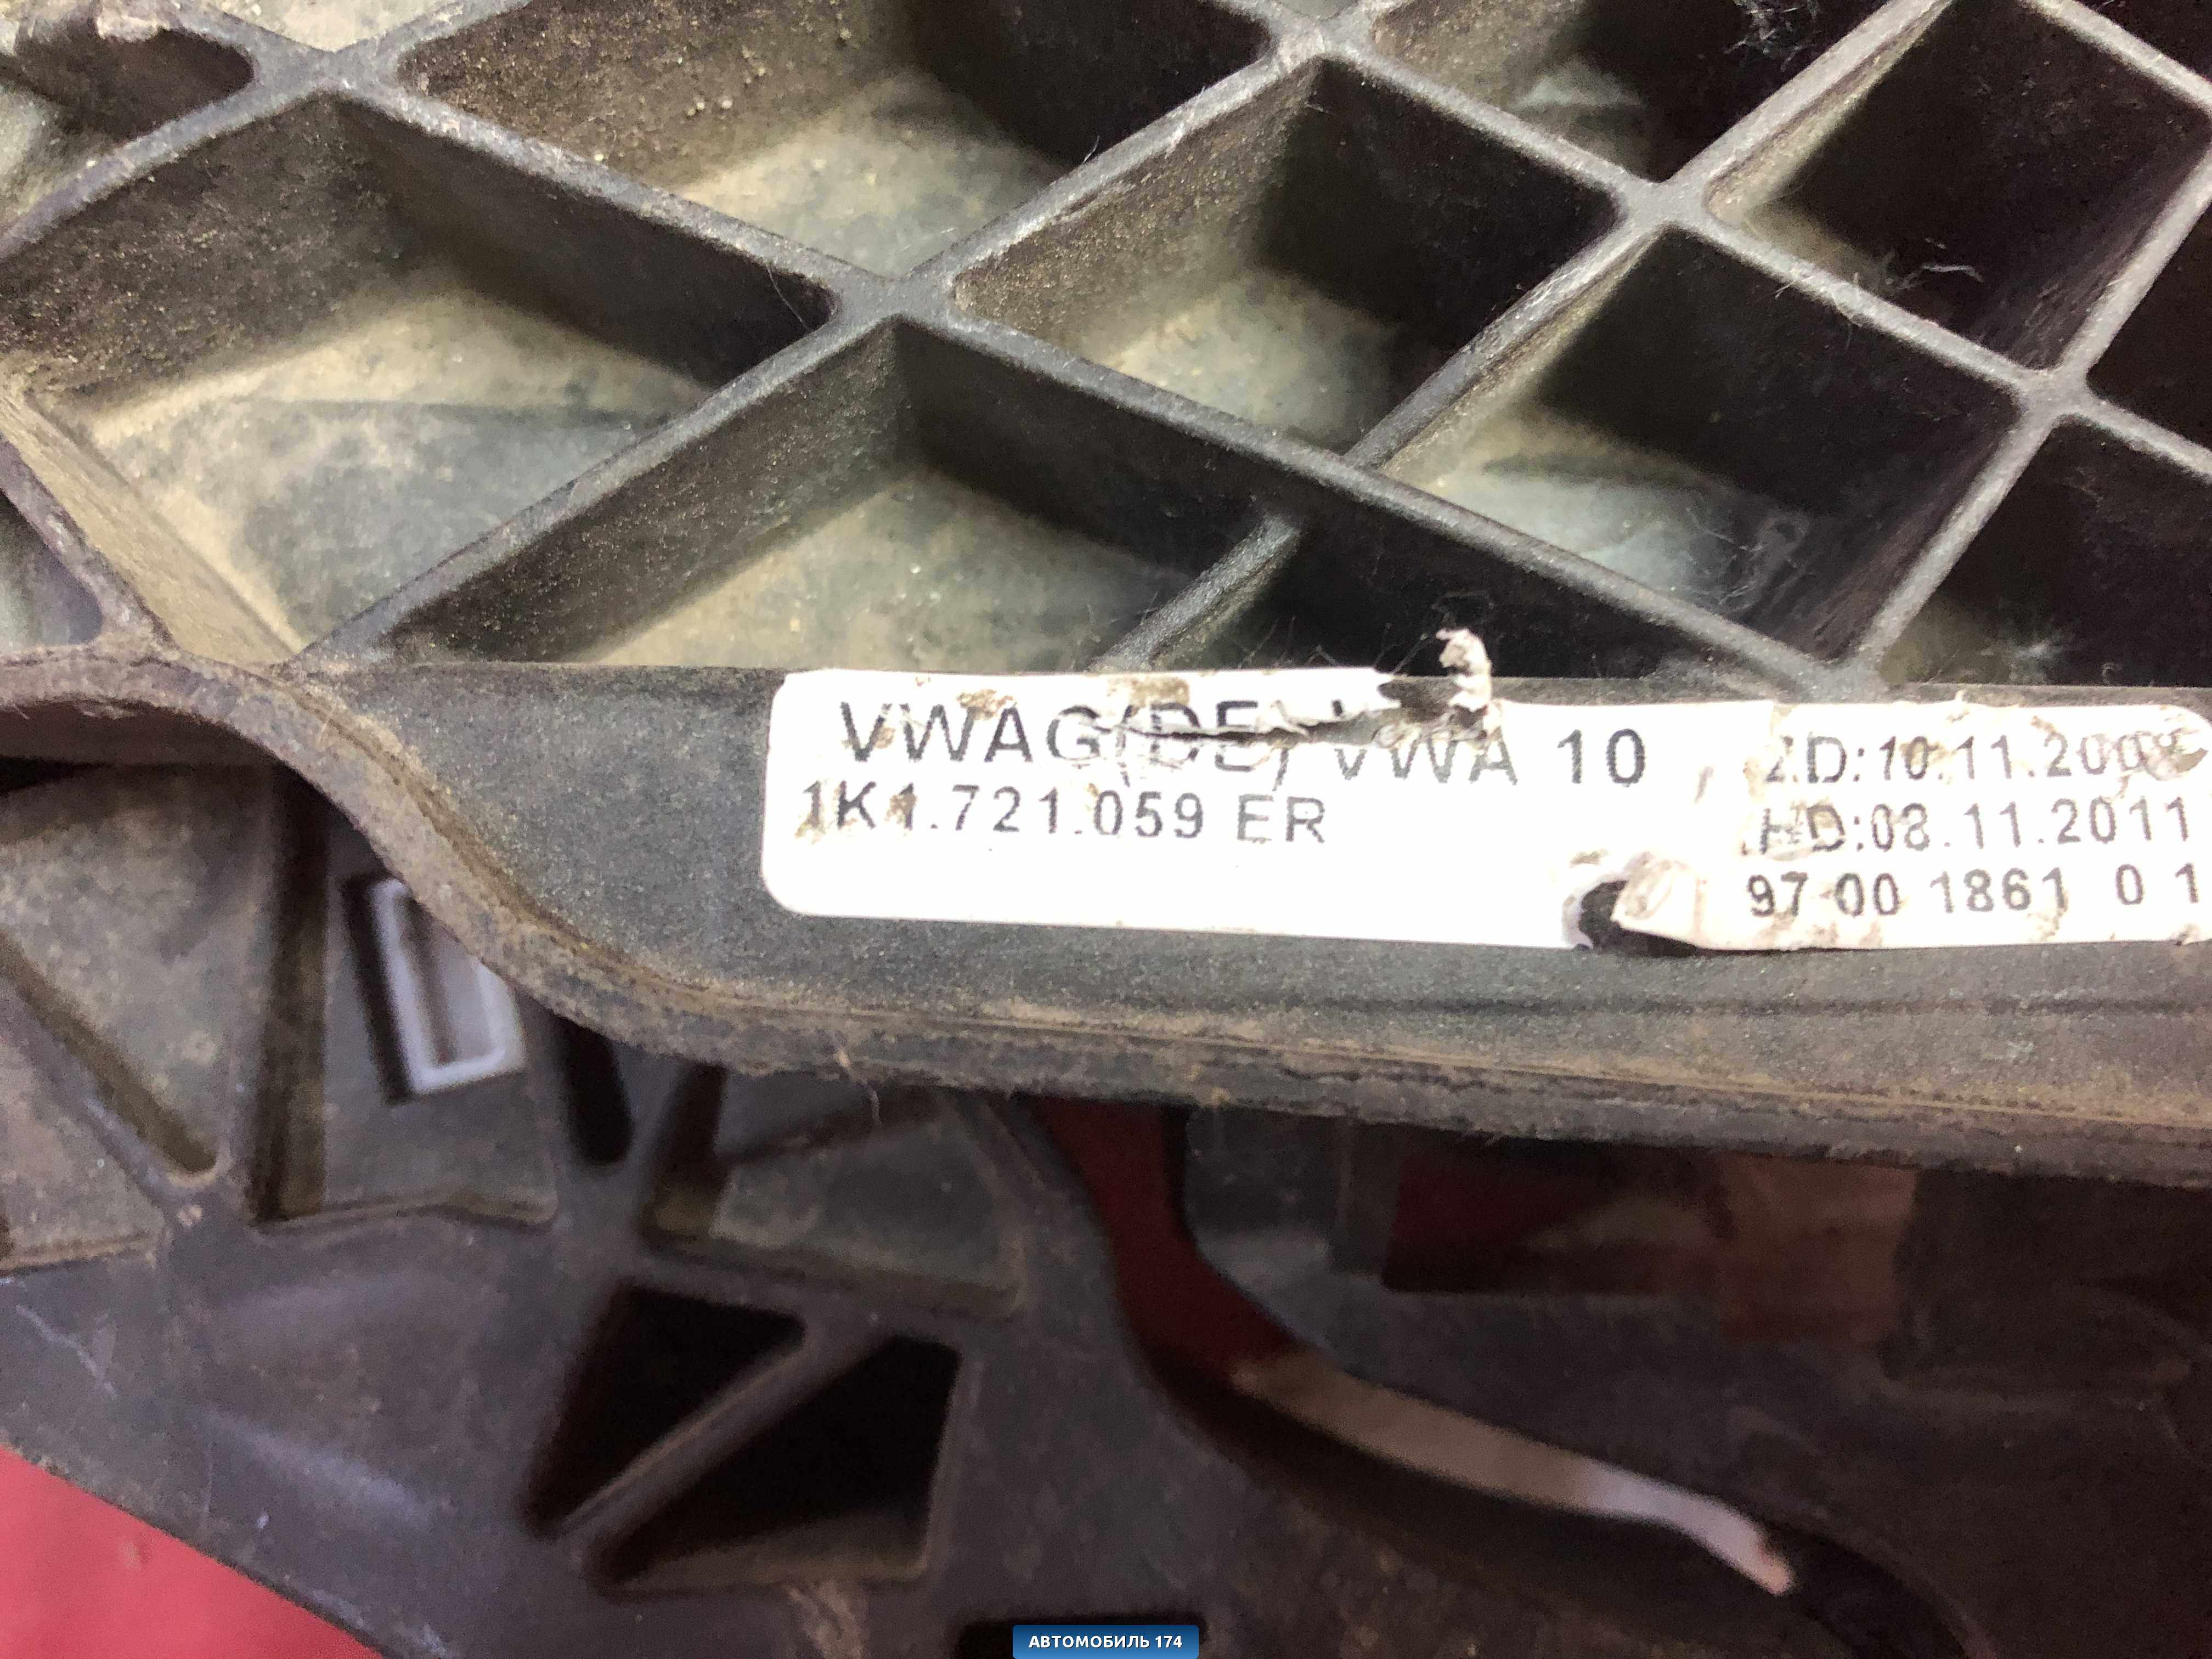 VWAG(DE) VWA 10
1K1.721.059 ER
ZD:10.11.2008
HD:08.11.2011
97 00 1861 0 1
АВТОМОБИЛЬ 174